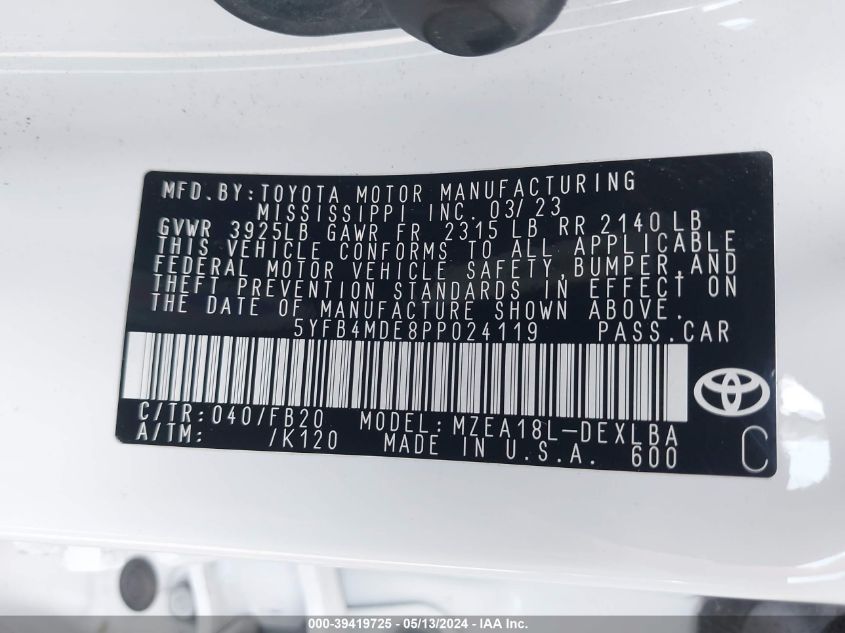 MFD.BY:TOYOTA MOTOR MANUFACTURING
MISSISSIPPI INC. 03/23
GVWR 3925LB GAWR FR 2315 LB RR 2140 LB
THIS VEHICLE CONFORMS TO ALL APPLICABLE
FEDERAL MOTOR VEHICLE SAFETY,BUMPER,AND
THEFT PREVENTION STANDARDS IN EFFECT ON
THE DATE OF MANUFACTURE SHOWN ABOVE.
5YFB4MDE8PP024119 PASS.CAR
C/TR:040/FB20 MODEL:MZEA18L-DEXLBA
A/TM: /K120 MADE IN U.S.A. 600
C
000-39419725 - 05/13/2024 - IAA Inc.